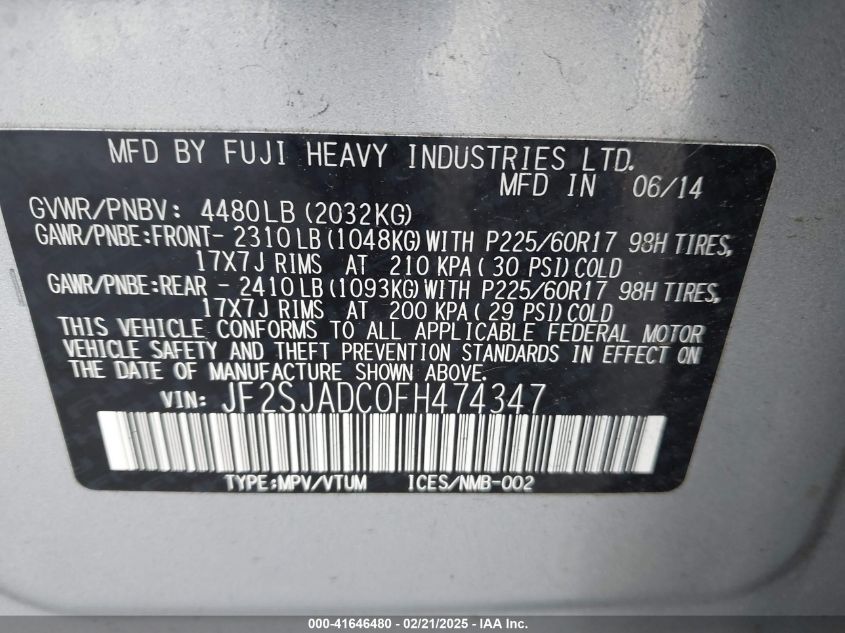 MFD BY FUJI HEAVY INDUSTRIES LTD.
MFD IN 06/14
GVWR/PNBV: 4480LB(2032KG)
GAWR/PNBE:FRONT- 2310LB(1048KG)WITH P225/60R17 98H TIRES,
17X7J RIMS AT 210 KPA(30 PSI)COLD
GAWR/PNBE:REAR - 2410LB(1093KG)WITH P225/60R17 98H TIRES,
17X7J RIMS AT 200 KPA(29 PSI)COLD
THIS VEHICLE CONFORMS TO ALL APPLICABLE FEDERAL MOTOR
VEHICLE SAFETY AND THEFT PREVENTION STANDARDS IN EFFECT ON
THE DATE OF MANUFACTURE SHOWN ABOVE.
VIN: JF2SJADC0FH474347
TYPE:MPV/VTUM ICES/NMB-002
000-41646480 - 02/21/2025 - IAA Inc.